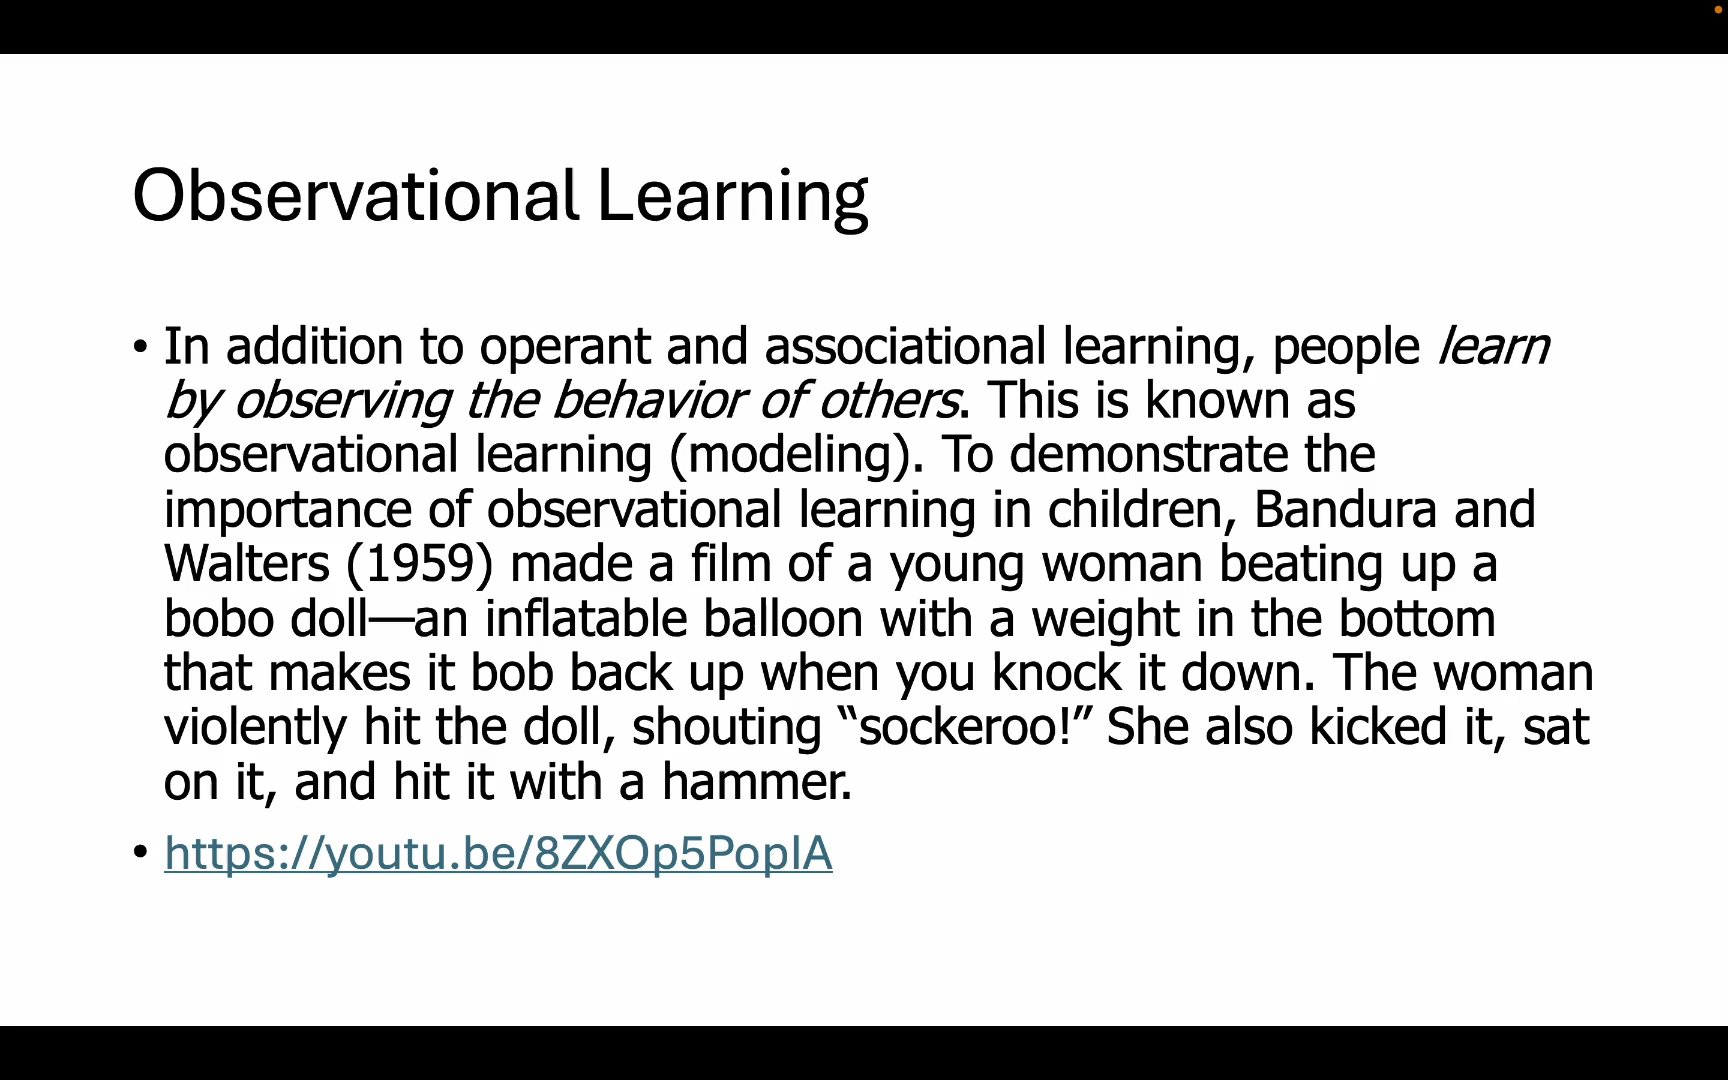 Observational Learning
• In addition to operant and associational learning, people learn
by observing the behavior of others. This is known as
observational learning (modeling). To demonstrate the
importance of observational learning in children, Bandura and
Walters (1959) made a film of a young woman beating up a
bobo doll—an inflatable balloon with a weight in the bottom
that makes it bob back up when you knock it down. The woman
violently hit the doll, shouting “sockeroo!” She also kicked it, sat
on it, and hit it with a hammer.
• https://youtu.be/8ZXOp5PopIA